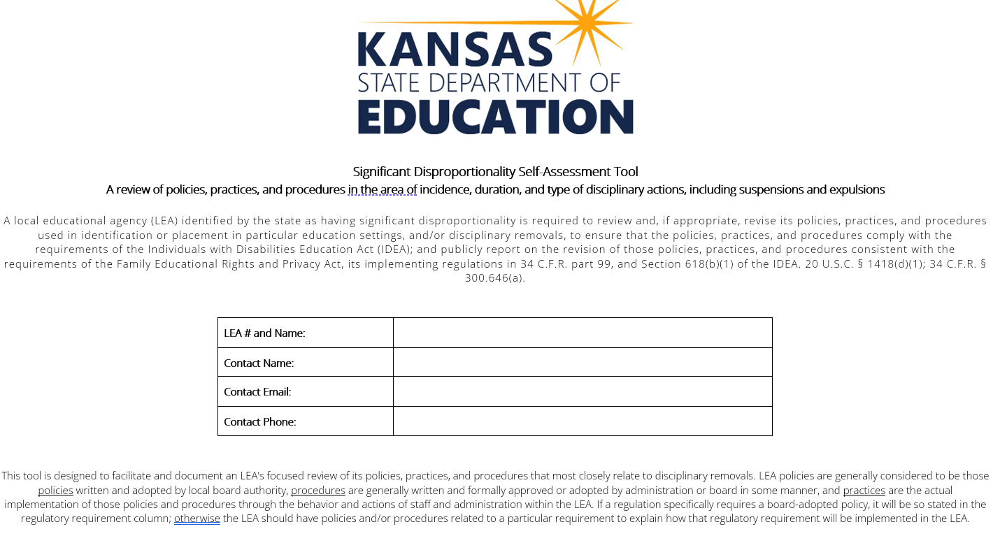 KANSAS
STATE DEPARTMENT OF
EDUCATION
Significant Disproportionality Self-Assessment Tool
A review of policies, practices, and procedures in the area of incidence, duration, and type of disciplinary actions, including suspensions and expulsions
A local educational agency (LEA) identified by the state as having significant disproportionality is required to review and, if appropriate, revise its policies, practices, and procedures
used in identification or placement in particular education settings, and/or disciplinary removals, to ensure that the policies, practices, and procedures comply with the
requirements of the Individuals with Disabilities Education Act (IDEA); and publicly report on the revision of those policies, practices, and procedures consistent with the
requirements of the Family Educational Rights and Privacy Act, its implementing regulations in 34 C.F.R. part 99, and Section 618(b)(1) of the IDEA. 20 U.S.C. § 1418(d)(1); 34 C.F.R. §
300.646(a).
LEA # and Name:
Contact Name:
Contact Email:
Contact Phone:
This tool is designed to facilitate and document an LEA's focused review of its policies, practices, and procedures that most closely relate to disciplinary removals. LEA policies are generally considered to be those
policies written and adopted by local board authority, procedures are generally written and formally approved or adopted by administration or board in some manner, and practices are the actual
implementation of those policies and procedures through the behavior and actions of staff and administration within the LEA. If a regulation specifically requires a board-adopted policy, it will be so stated in the
regulatory requirement column; otherwise the LEA should have policies and/or procedures related to a particular requirement to explain how that regulatory requirement will be implemented in the LEA.